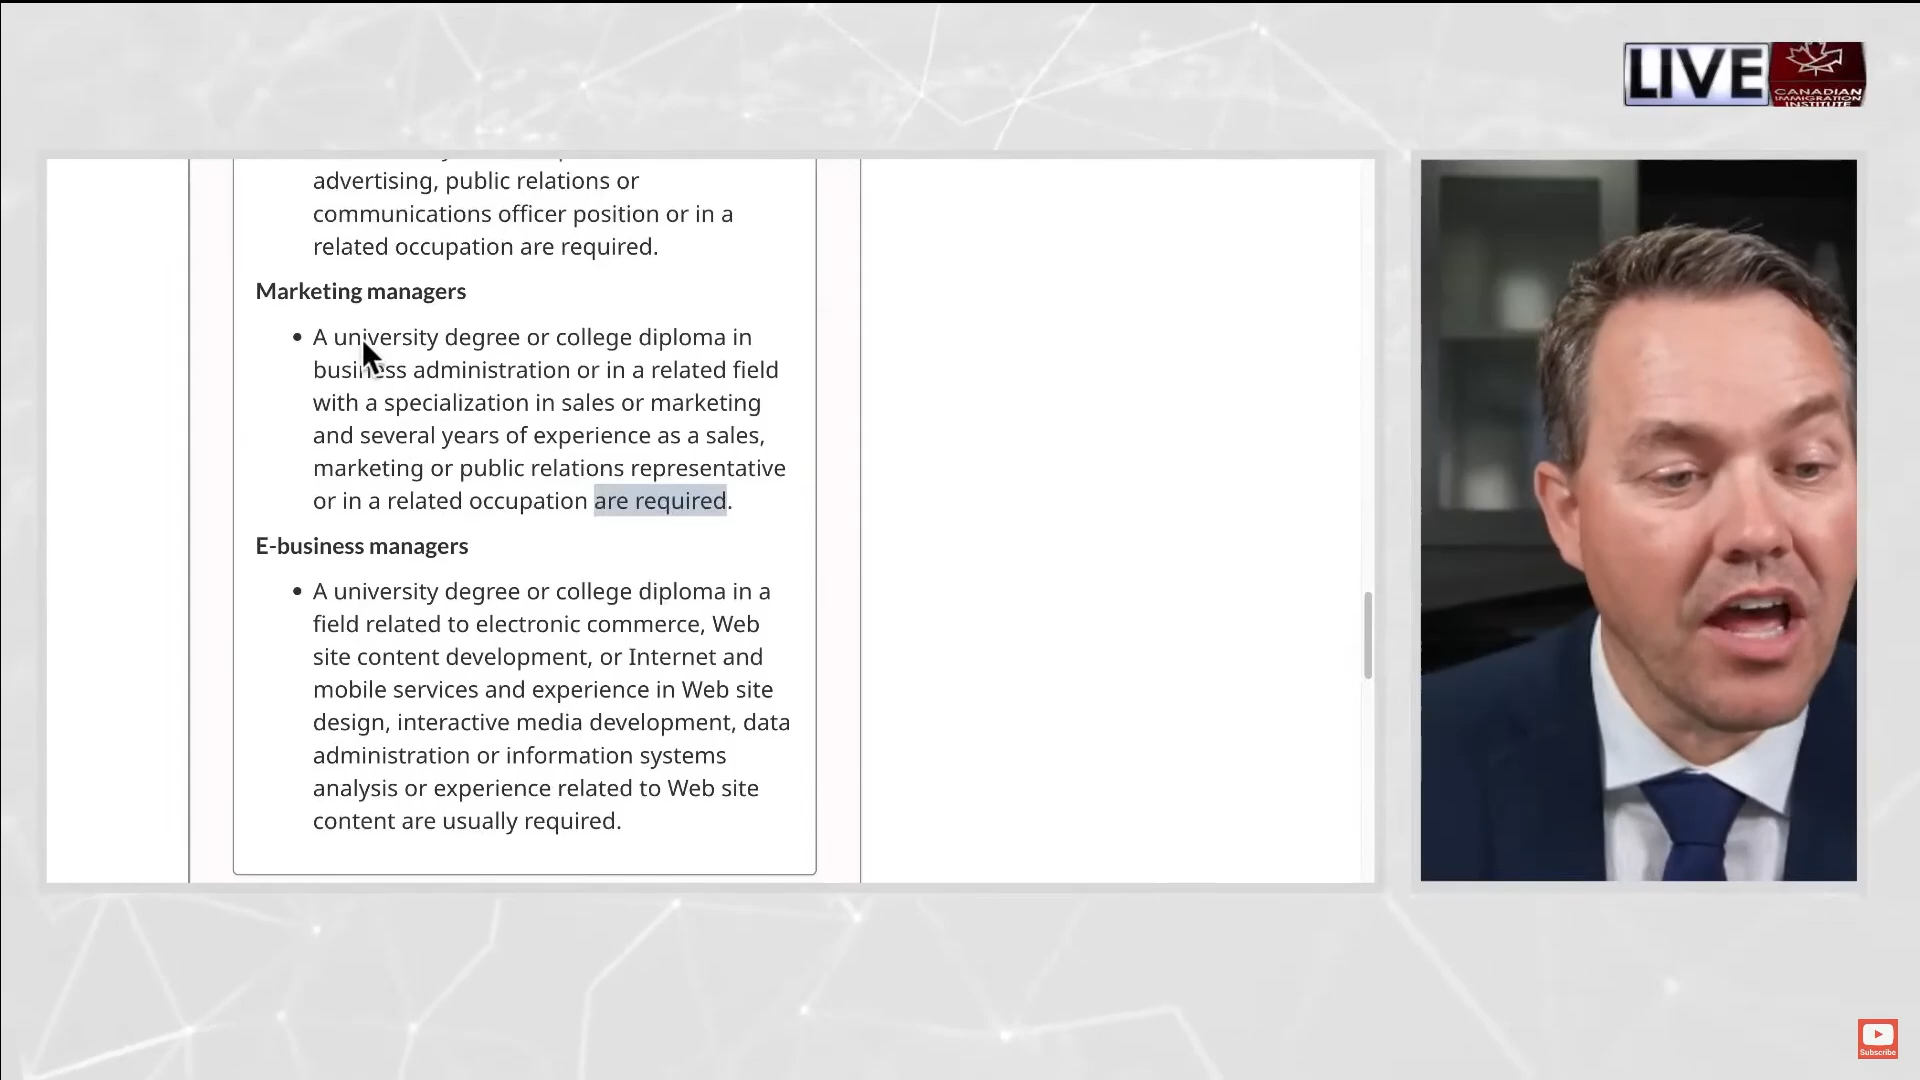 LIVE
CANADIAN
IMMIGRATION
INSTITUTE
advertising, public relations or
communications officer position or in a
related occupation are required.
Marketing managers
• A university degree or college diploma in
business administration or in a related field
with a specialization in sales or marketing
and several years of experience as a sales,
marketing or public relations representative
or in a related occupation are required.
E-business managers
• A university degree or college diploma in a
field related to electronic commerce, Web
site content development, or Internet and
mobile services and experience in Web site
design, interactive media development, data
administration or information systems
analysis or experience related to Web site
content are usually required.
Subscribe